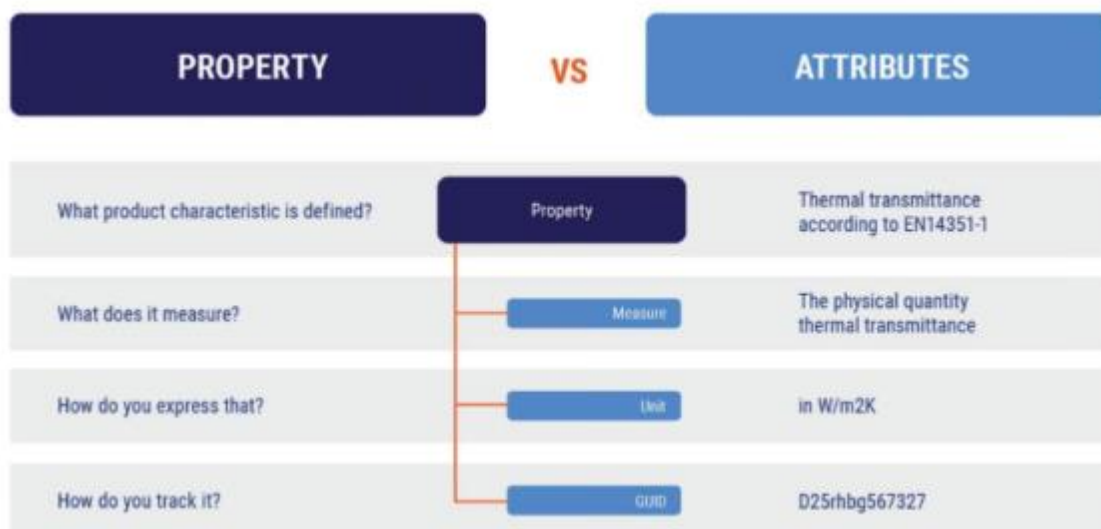 PROPERTY
VS
ATTRIBUTES
What product characteristic is defined?
Property
Thermal transmittance
according to EN14351-1
What does it measure?
Measure
The physical quantity
thermal transmittance
How do you express that?
Unit
in W/m2K
How do you track it?
GUID
D25rhbg567327